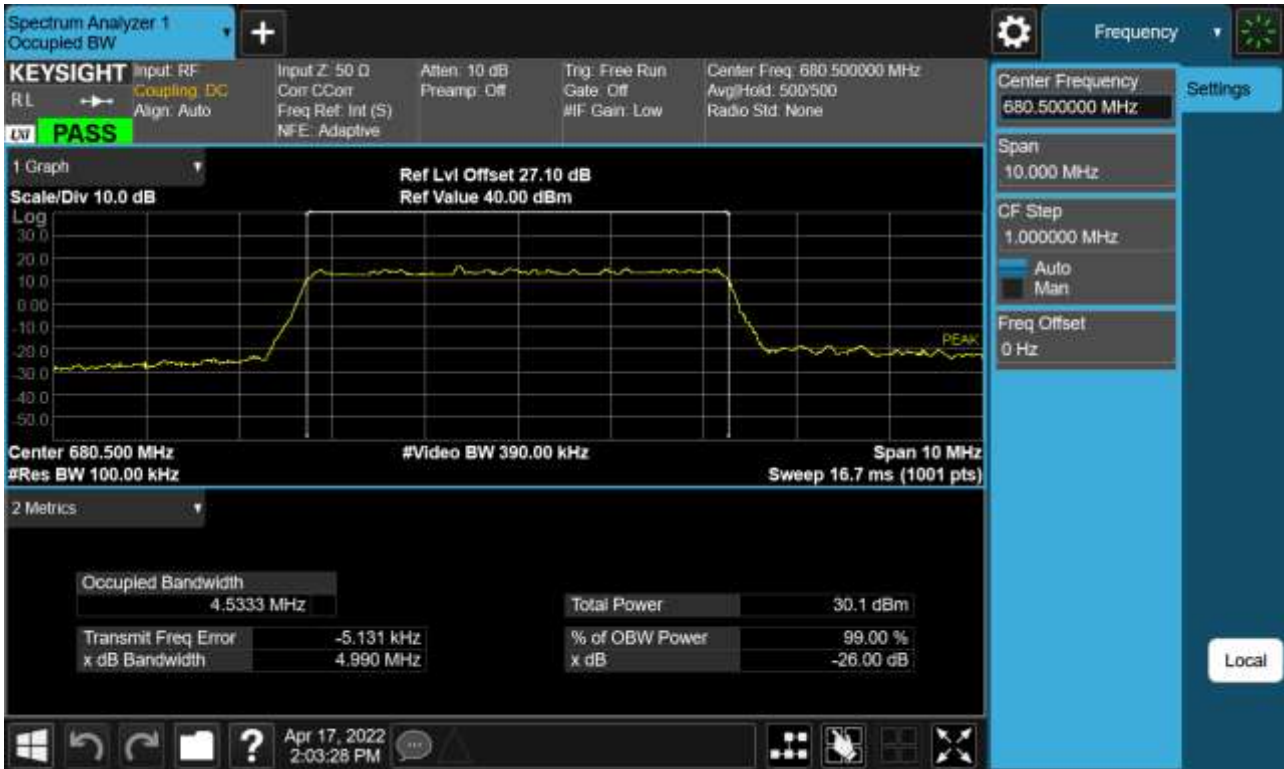 Spectrum Analyzer 1
Occupied BW
Frequency
KEYSIGHT
RL
PASS
Input: RF
Coupling: DC
Align: Auto
Input Z: 50 Ω
Corr CCorr
Freq Ref: Int (S)
NFE: Adaptive
Atten: 10 dB
Preamp: Off
Trig: Free Run
Gate: Off
#IF Gain: Low
Center Freq: 680.500000 MHz
Avg|Hold: 500/500
Radio Std: None
Center Frequency
680.500000 MHz
Settings
Span
10.000 MHz
CF Step
1.000000 MHz
Auto
Man
Freq Offset
0 Hz
Local
1 Graph
Scale/Div 10.0 dB
Ref Lvl Offset 27.10 dB
Ref Value 40.00 dBm
Log
30.0
20.0
10.0
0.00
-10.0
-20.0
-30.0
-40.0
-50.0
PEAK
Center 680.500 MHz
#Video BW 390.00 kHz
Span 10 MHz
#Res BW 100.00 kHz
Sweep 16.7 ms (1001 pts)
2 Metrics
Occupied Bandwidth
4.5333 MHz
Total Power 30.1 dBm
Transmit Freq Error -5.131 kHz
% of OBW Power 99.00 %
x dB Bandwidth 4.990 MHz
x dB -26.00 dB
?
Apr 17, 2022
2:03:28 PM